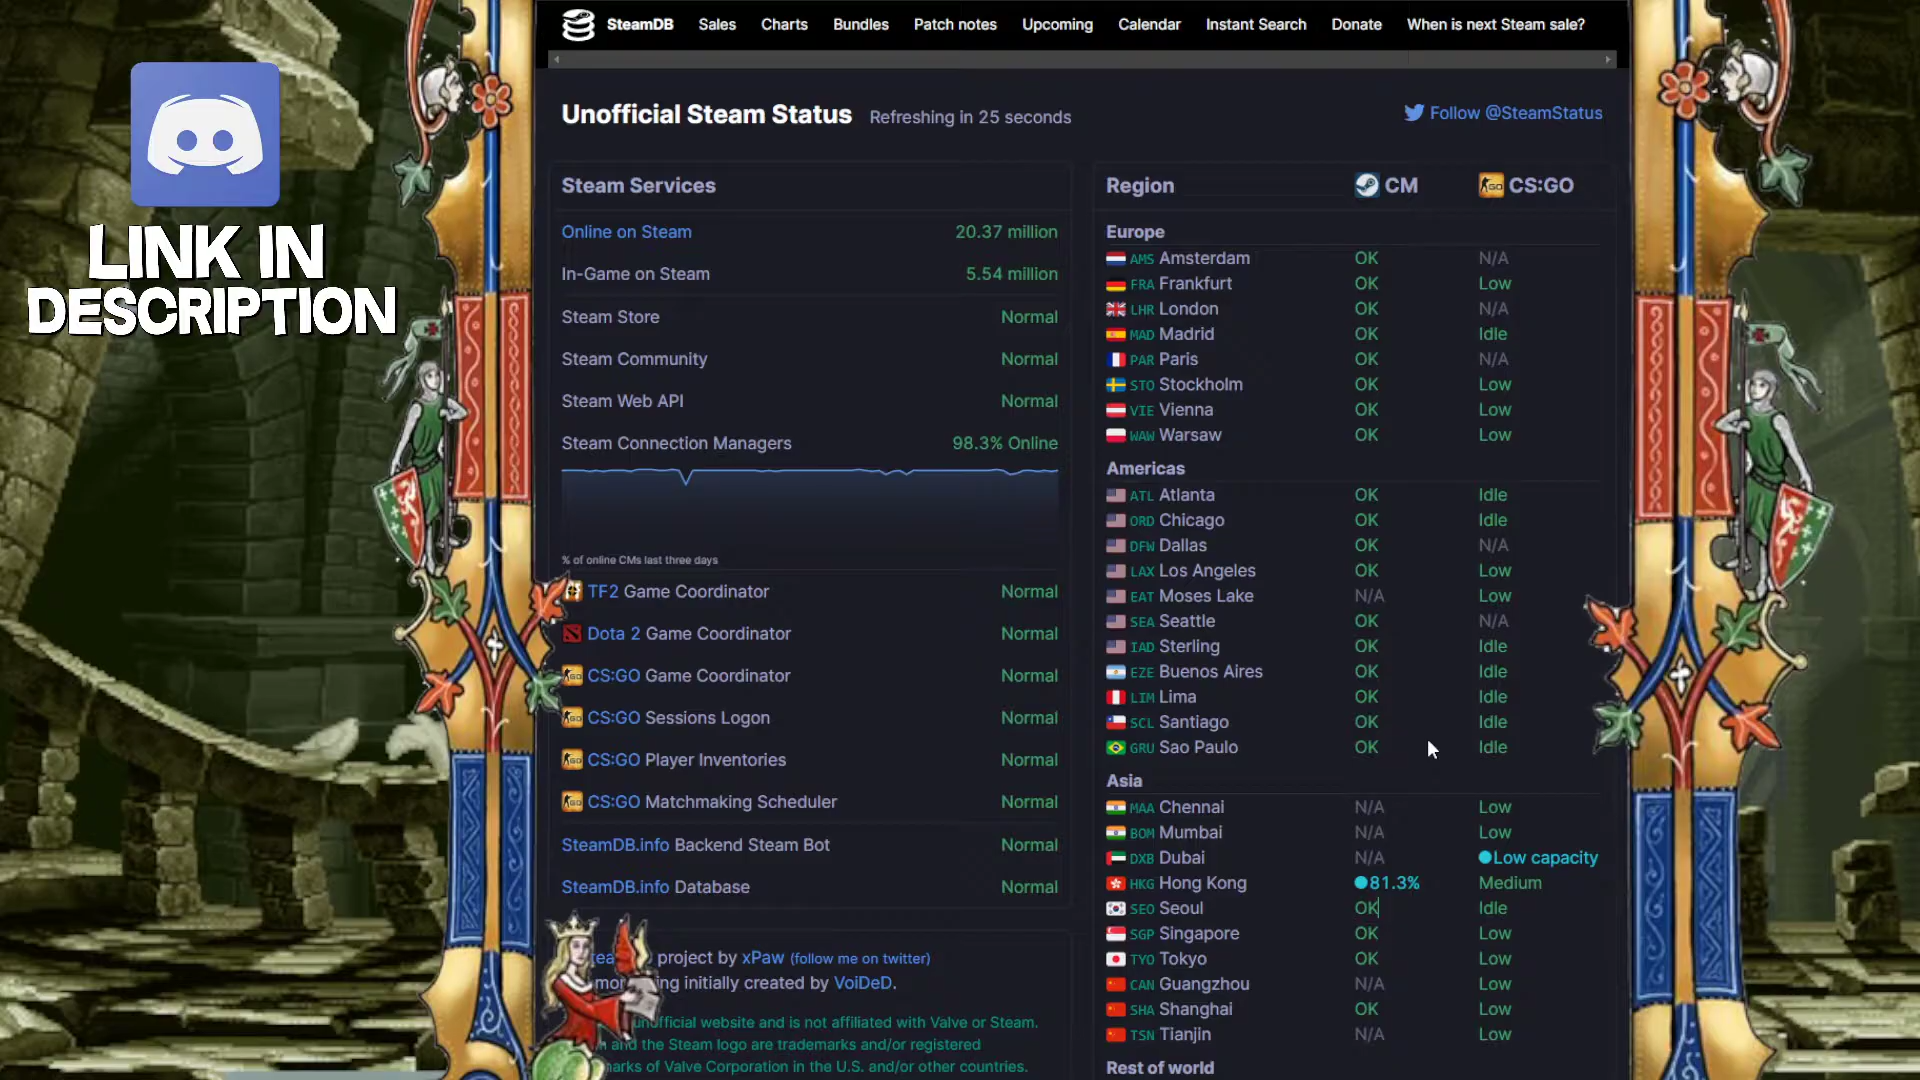 SteamDB Sales Charts Bundles Patch notes Upcoming Calendar Instant Search Donate When is next Steam sale?
LINK IN
DESCRIPTION
Unofficial Steam Status Refreshing in 25 seconds
Follow @SteamStatus
Steam Services
Online on Steam 20.37 million
In-Game on Steam 5.54 million
Steam Store Normal
Steam Community Normal
Steam Web API Normal
Steam Connection Managers 98.3% Online
% of online CMs last three days
TF2 Game Coordinator Normal
Dota 2 Game Coordinator Normal
CS:GO Game Coordinator Normal
CS:GO Sessions Logon Normal
CS:GO Player Inventories Normal
CS:GO Matchmaking Scheduler Normal
SteamDB.info Backend Steam Bot Normal
SteamDB.info Database Normal
project by xPaw (follow me on twitter)
initially created by VoiDeD.
unofficial website and is not affiliated with Valve or Steam.
and the Steam logo are trademarks and/or registered
of Valve Corporation in the U.S. and/or other countries.
Region CM CS:GO
Europe
AMS Amsterdam OK N/A
FRA Frankfurt OK Low
LHR London OK N/A
MAD Madrid OK Idle
PAR Paris OK N/A
STO Stockholm OK Low
VIE Vienna OK Low
WAW Warsaw OK Low
Americas
ATL Atlanta OK Idle
ORD Chicago OK Idle
DFW Dallas OK N/A
LAX Los Angeles OK Low
EAT Moses Lake N/A Low
SEA Seattle OK N/A
IAD Sterling OK Idle
EZE Buenos Aires OK Idle
LIM Lima OK Idle
SCL Santiago OK Idle
GRU Sao Paulo OK Idle
Asia
MAA Chennai N/A Low
BOM Mumbai N/A Low
DXB Dubai N/A Low capacity
HKG Hong Kong 81.3% Medium
SEO Seoul OK Idle
SGP Singapore OK Low
TYO Tokyo OK Low
CAN Guangzhou N/A Low
SHA Shanghai OK Low
TSN Tianjin N/A Low
Rest of world